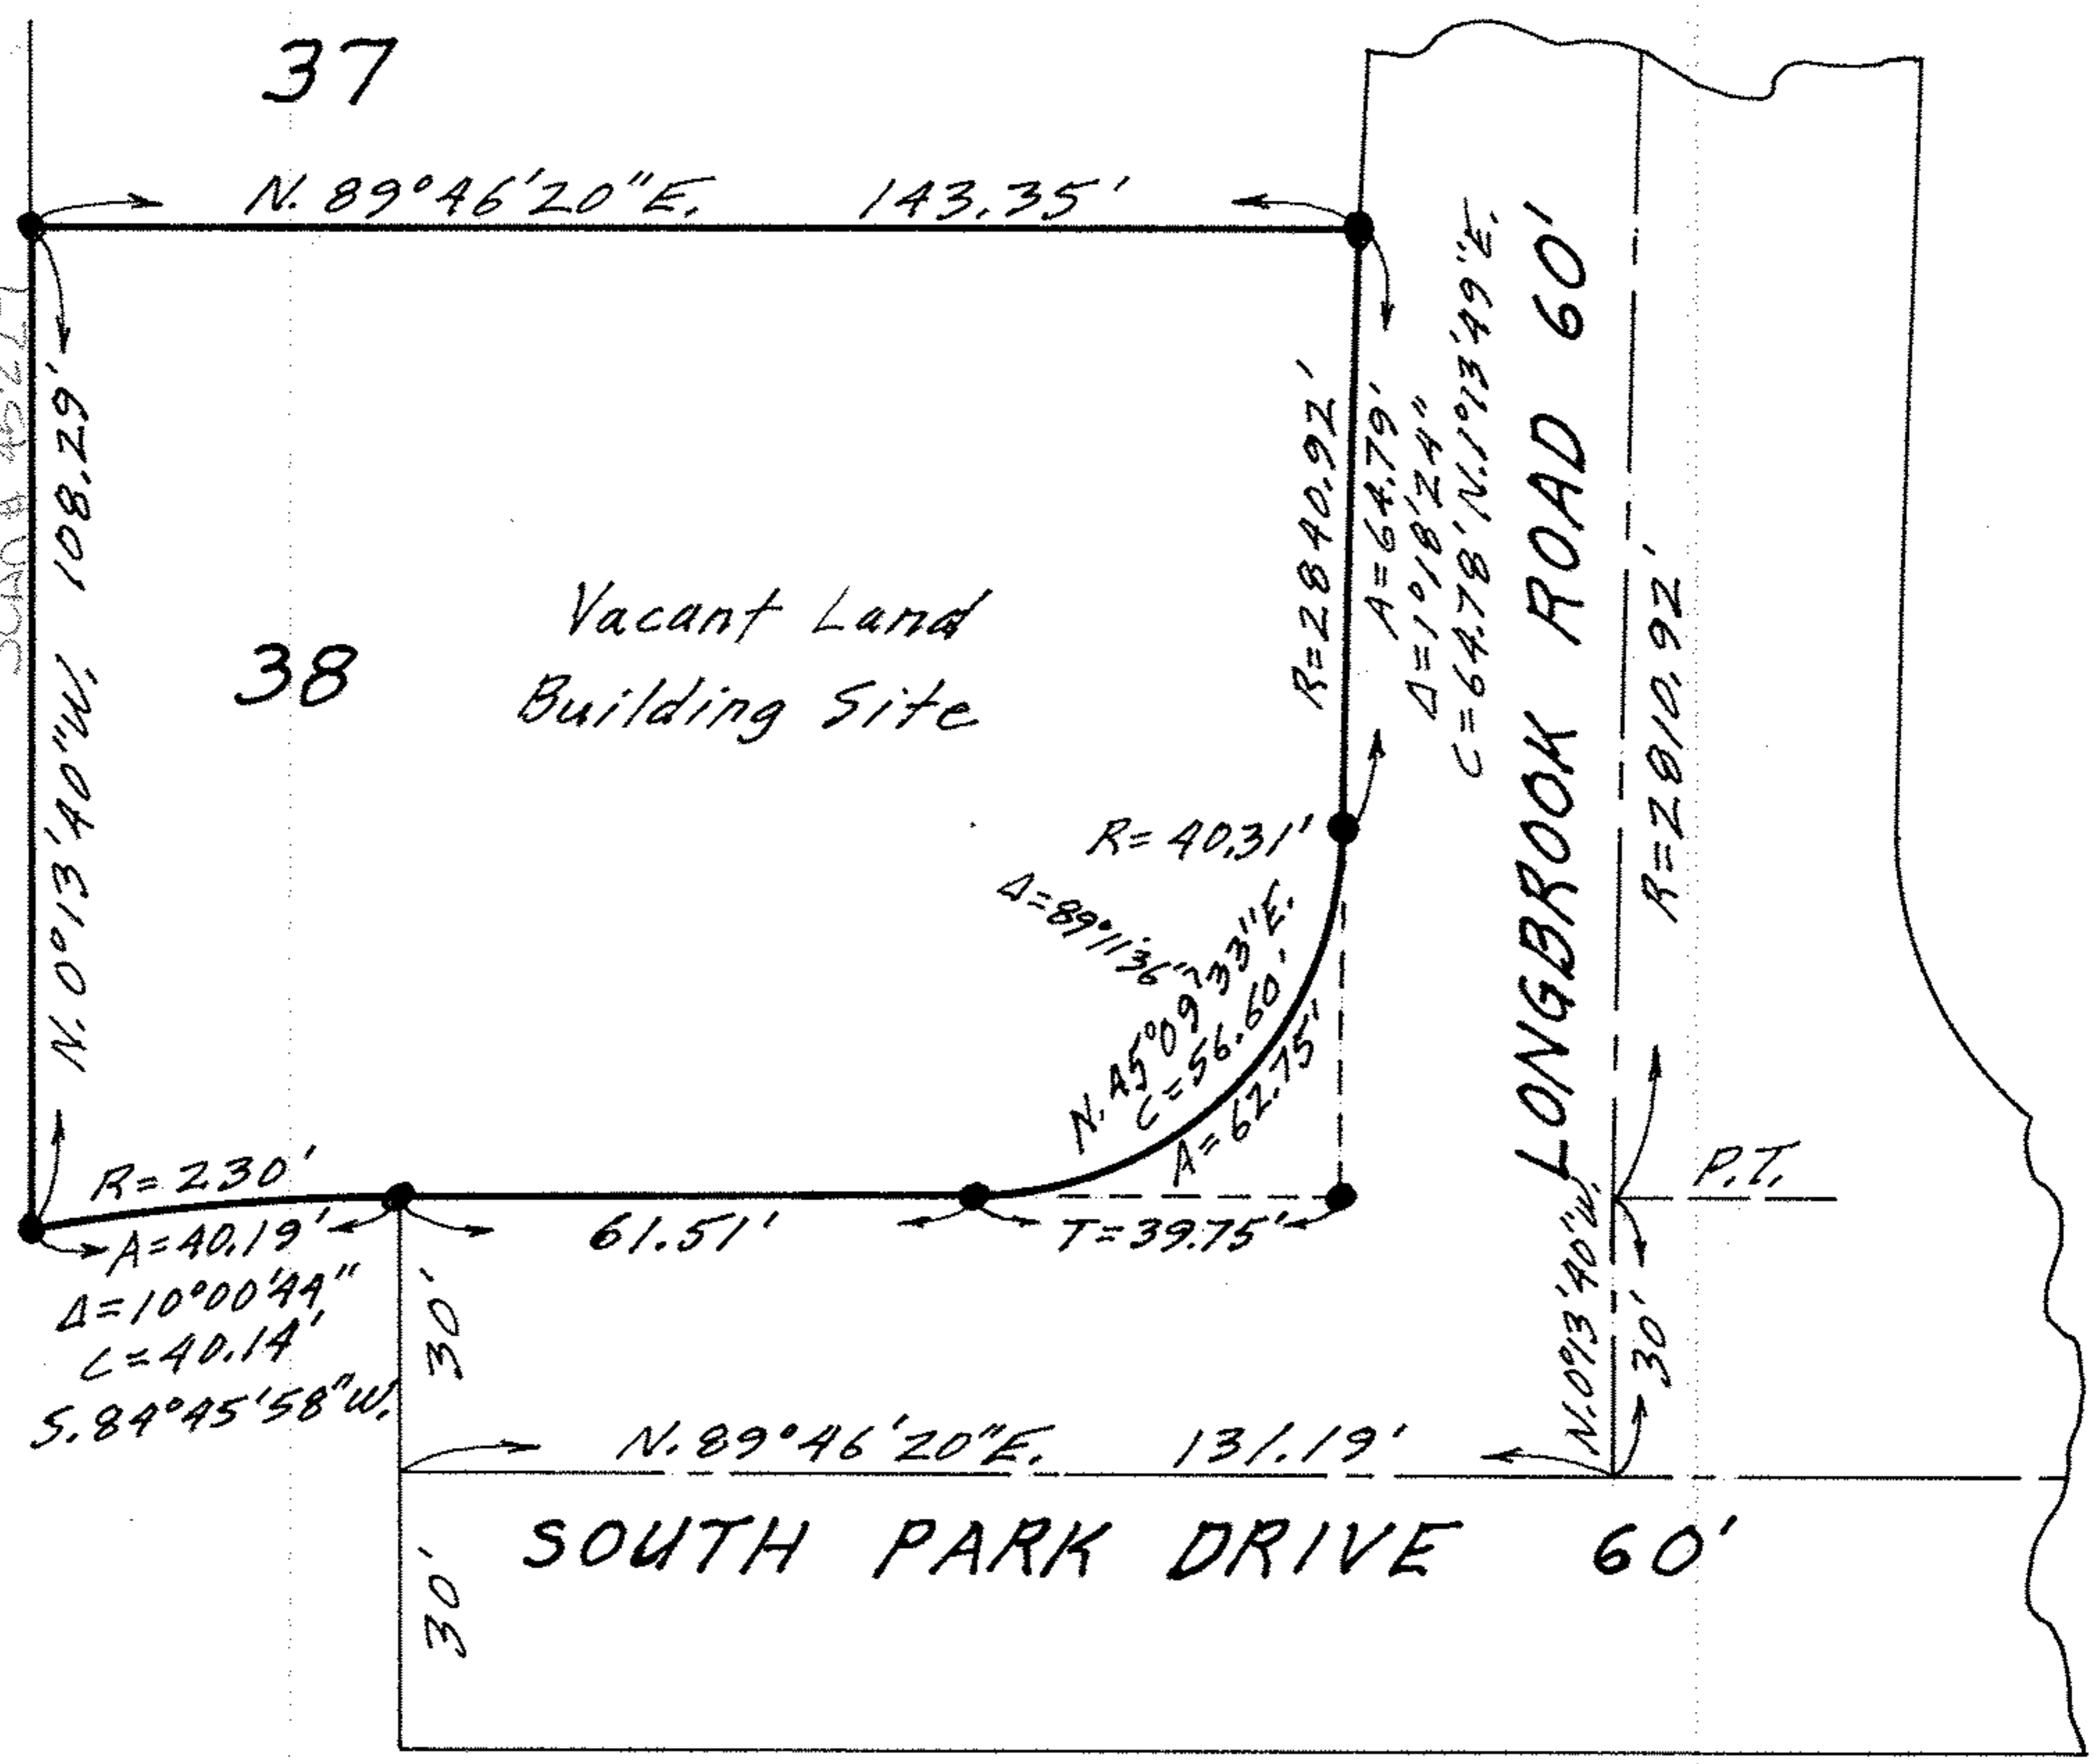 37
N. 89°46'20"E. 143.35'
N. 0°13'40"W. 108.29'
38
Vacant Land
Building Site
R=2840.92'
A=64.79'
Δ=1°18'24"
C=64.78' N.1°13'49"E.
LONGBROOK ROAD 60'
R=2810.92'
R=40.31'
Δ=89°11'36"
N. 45°09'33"E.
C=56.60'
A=62.75'
P.T.
R=230'
A=40.19'
Δ=10°00'44"
C=40.14'
S.84°45'58"W.
61.51'
T=39.75'
30'
N.0°13'40"W.
30'
N.89°46'20"E. 131.19'
SOUTH PARK DRIVE 60'
30'